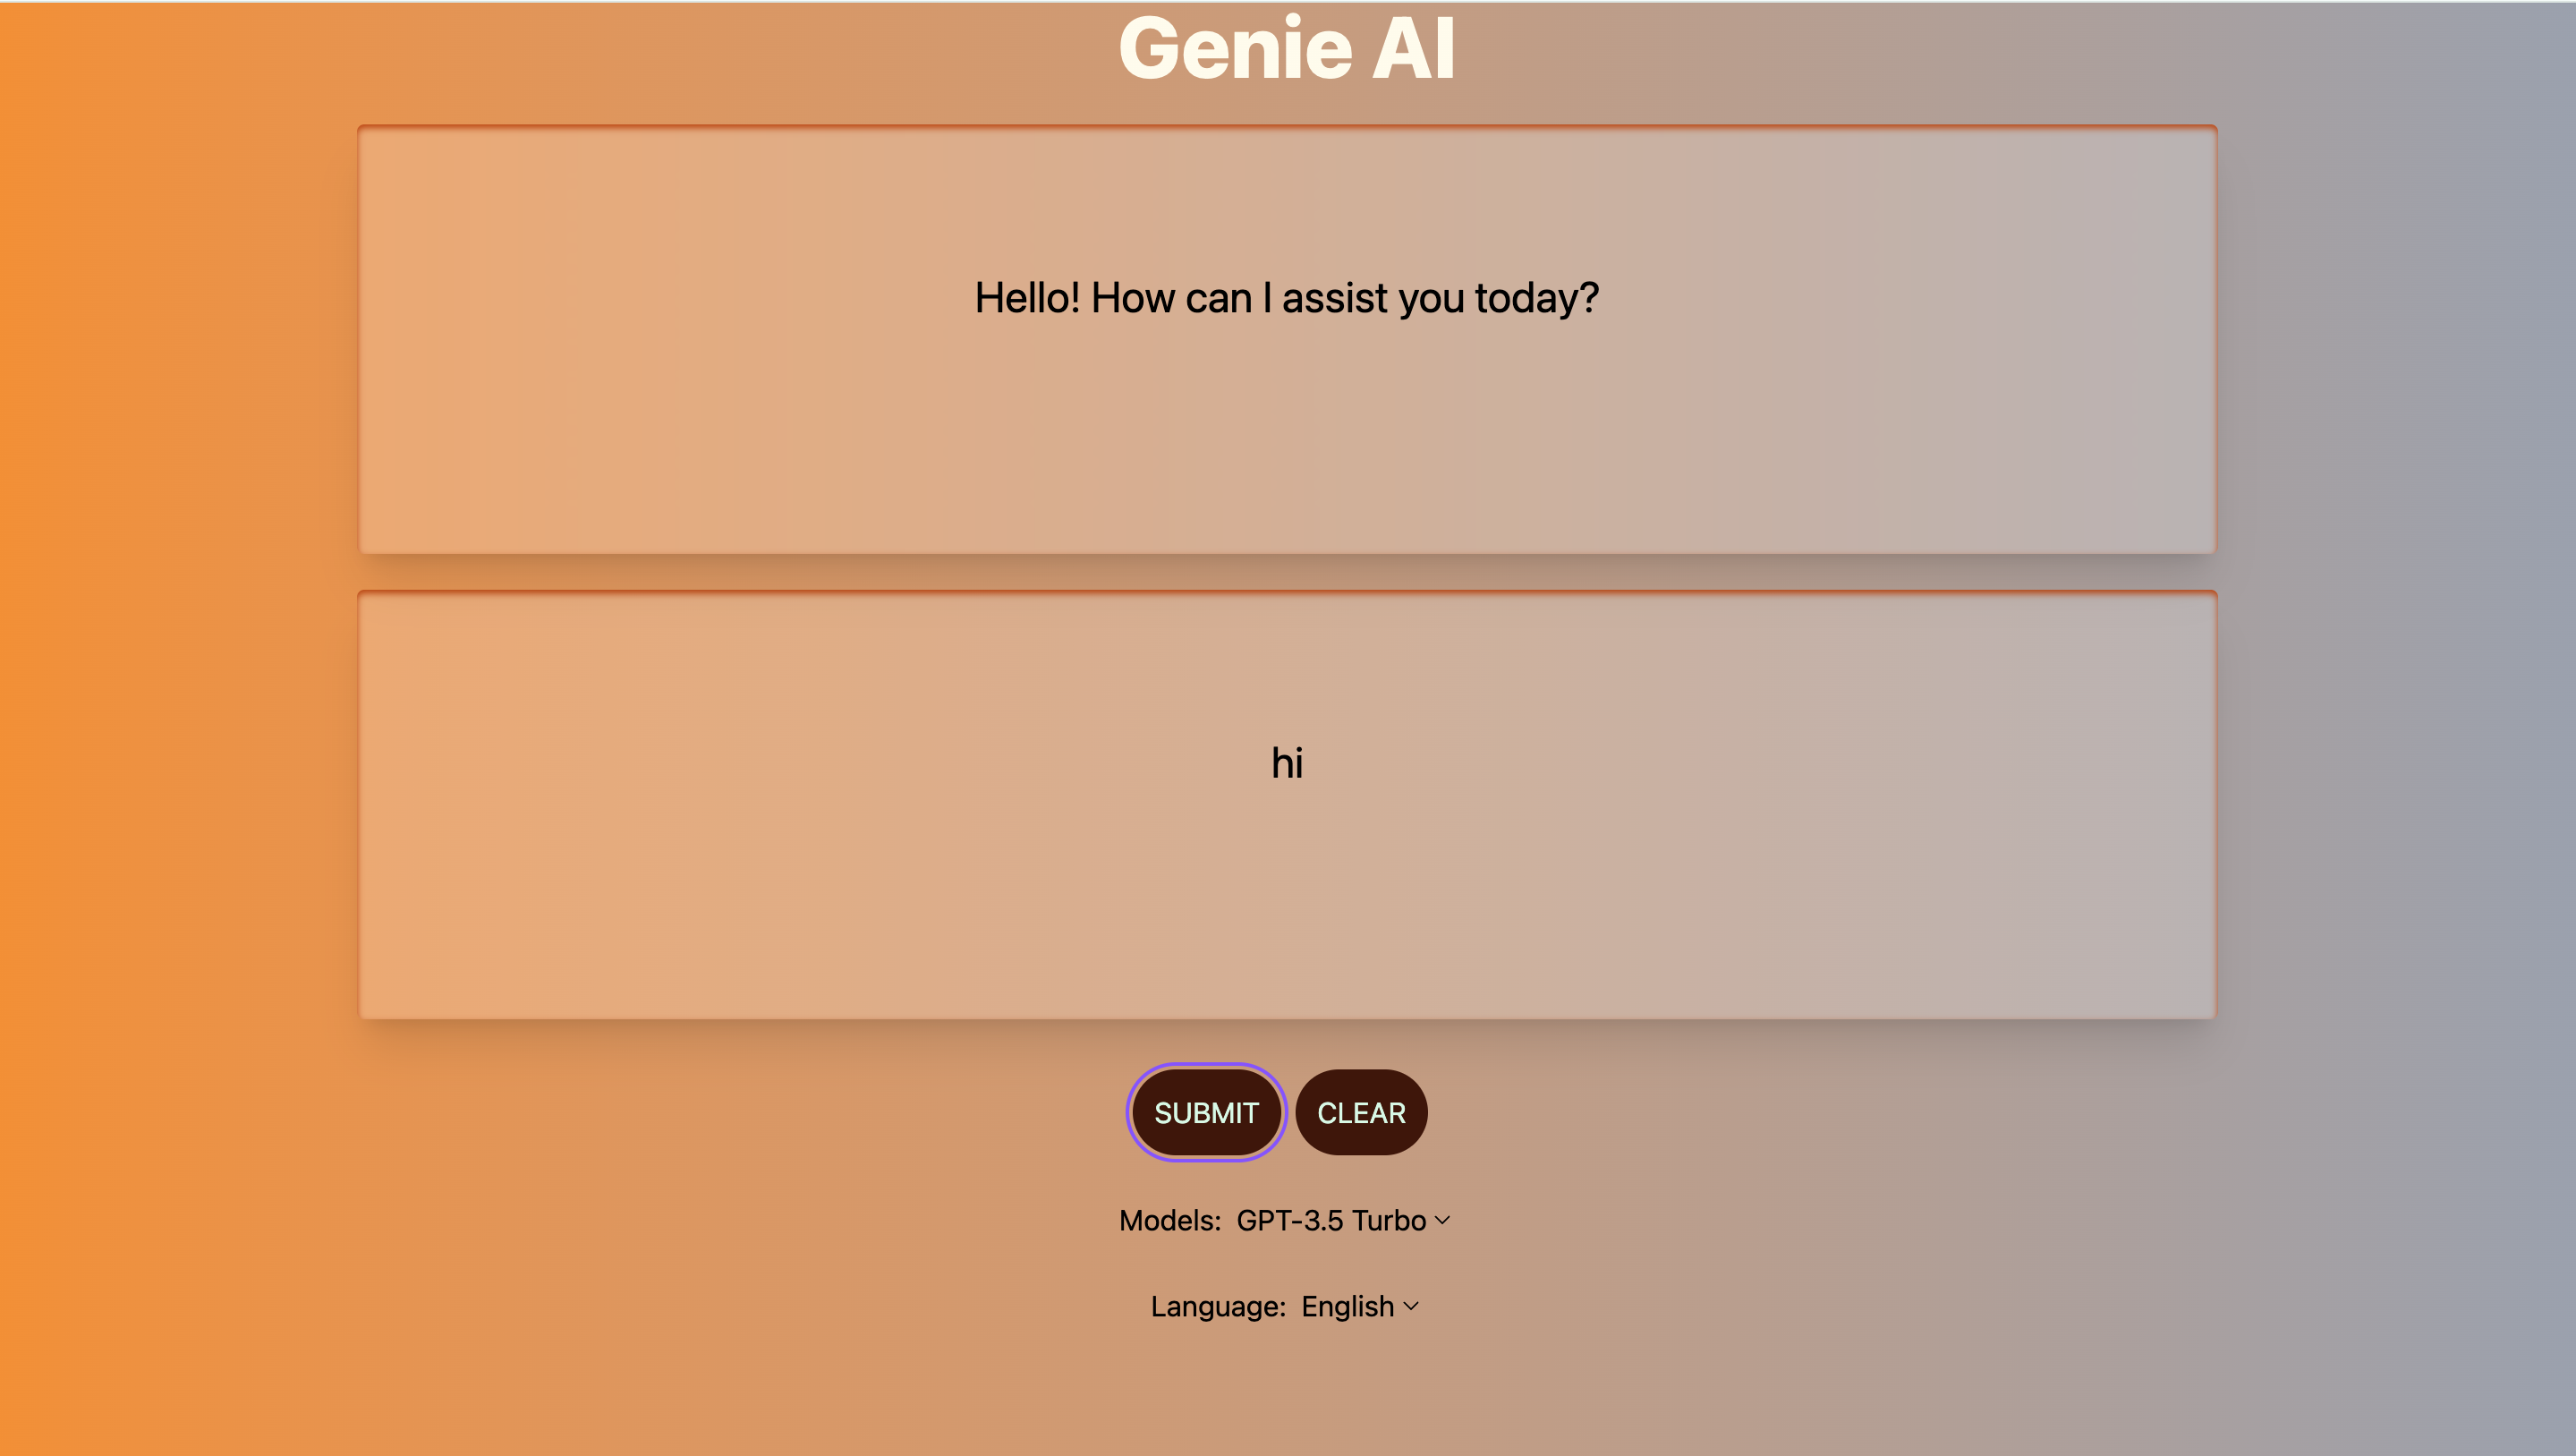 Genie AI
Hello! How can I assist you today?
hi
SUBMIT CLEAR
Models: GPT-3.5 Turbo
Language: English